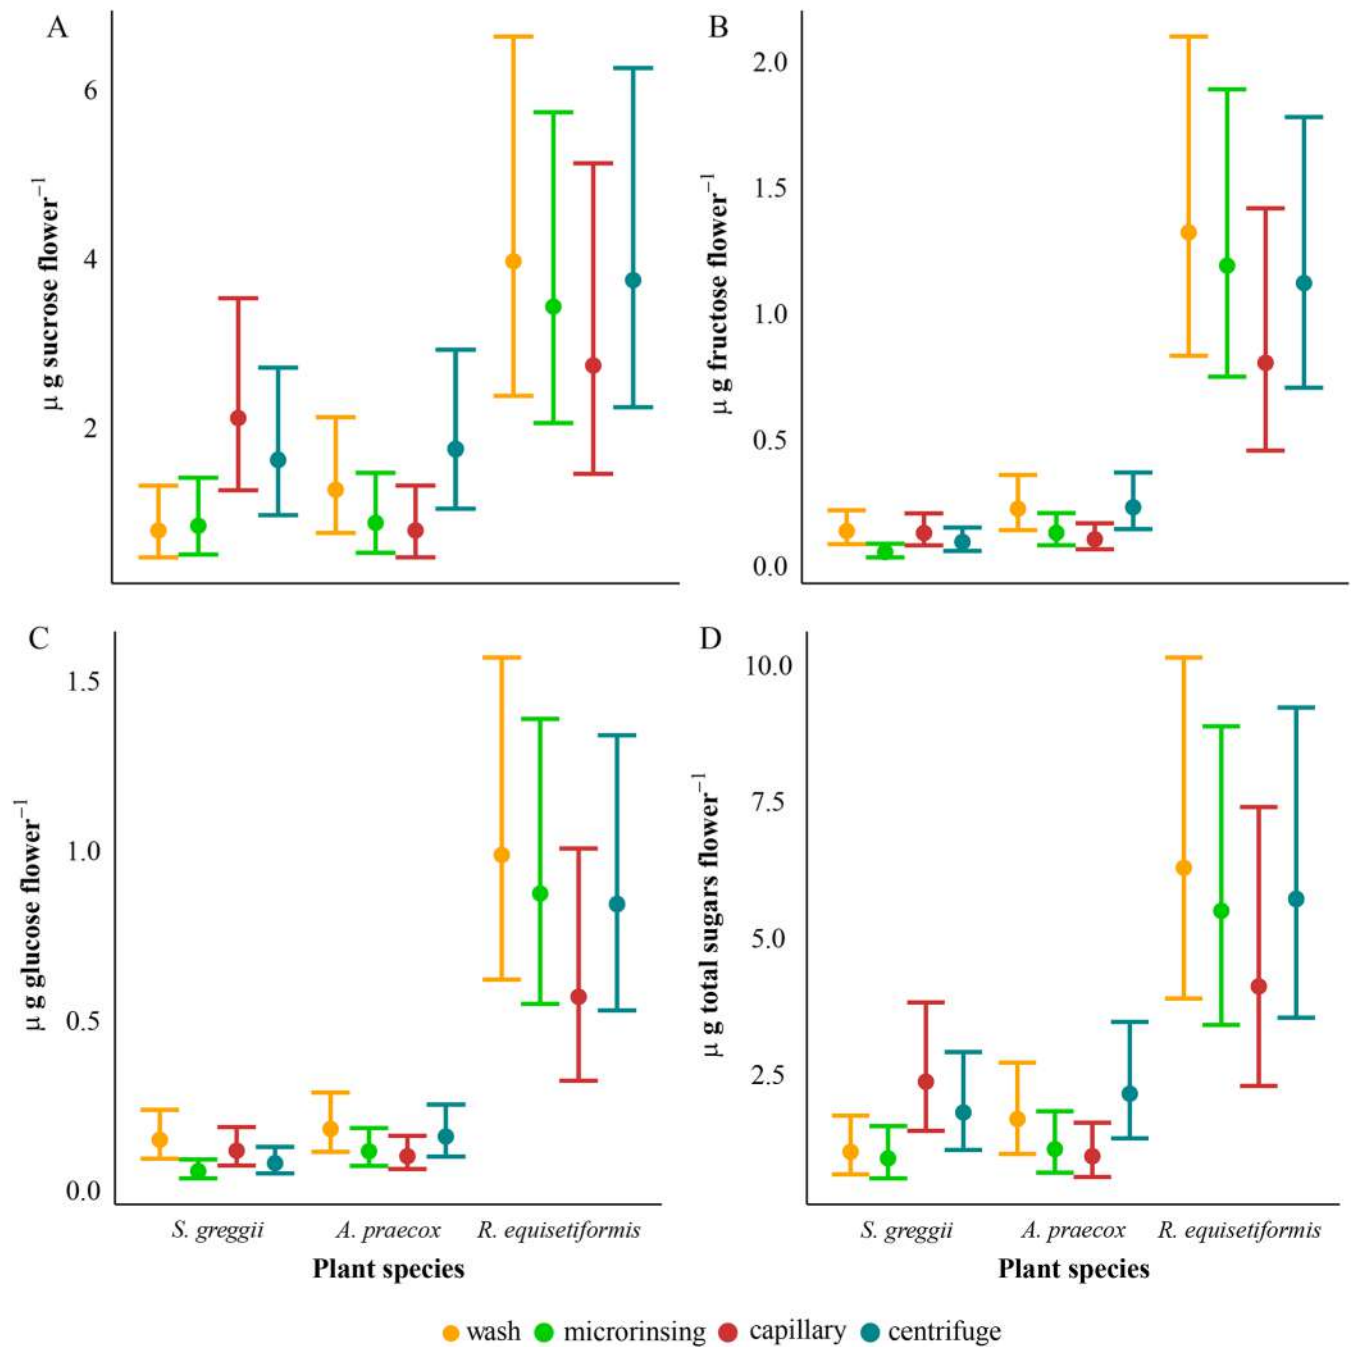 A
6
4
2
μ g sucrose flower⁻¹
B
2.0
1.5
1.0
0.5
0.0
μ g fructose flower⁻¹
C
1.5
1.0
0.5
0.0
μ g glucose flower⁻¹
S. greggii A. praecox R. equisetiformis
Plant species
D
10.0
7.5
5.0
2.5
μ g total sugars flower⁻¹
S. greggii A. praecox R. equisetiformis
Plant species
wash microrinsing capillary centrifuge